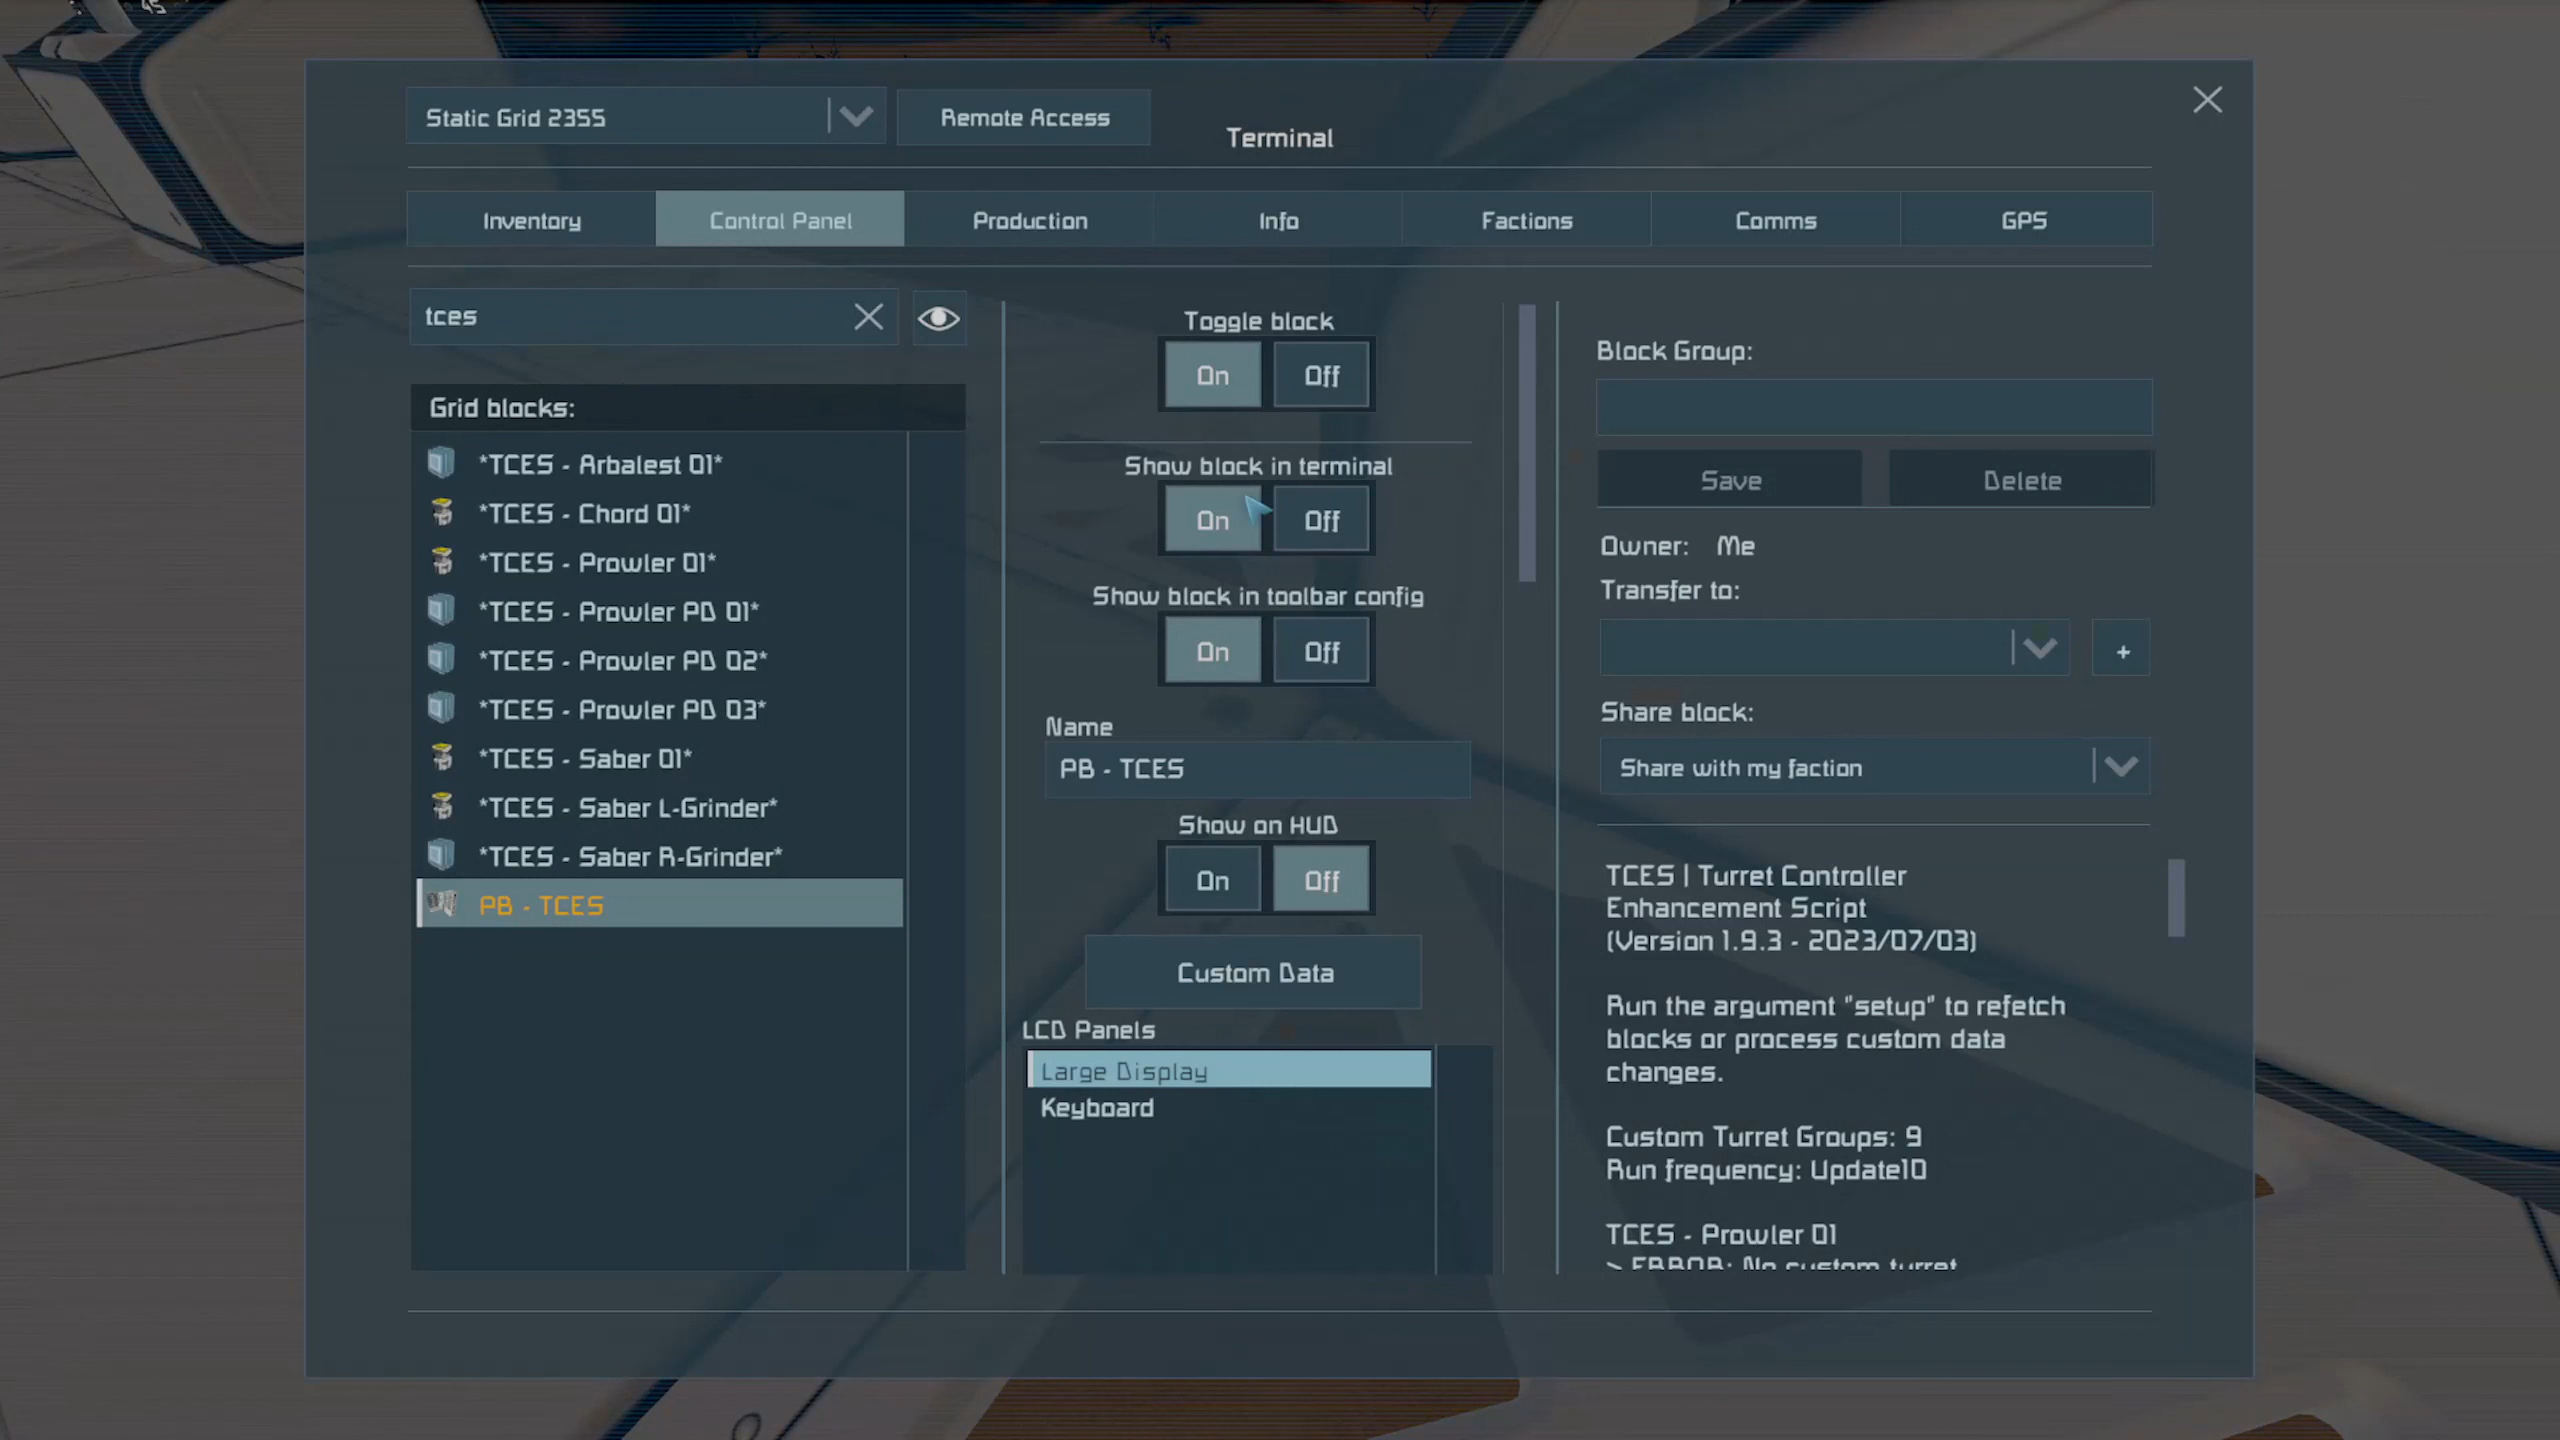 Static Grid 2355
Remote Access
Terminal
Inventory
Control Panel
Production
Info
Factions
Comms
GPS
tces
Grid blocks:
*TCES - Arbalest 01*
*TCES - Chord 01*
*TCES - Prowler 01*
*TCES - Prowler PD 01*
*TCES - Prowler PD 02*
*TCES - Prowler PD 03*
*TCES - Saber 01*
*TCES - Saber L-Grinder*
*TCES - Saber R-Grinder*
PB - TCES
Toggle block
On Off
Show block in terminal
On Off
Show block in toolbar config
On Off
Name
PB - TCES
Show on HUD
On Off
Custom Data
LCD Panels
Large Display
Keyboard
Block Group:
Save
Delete
Owner: Me
Transfer to:
+
Share block:
Share with my faction
TCES | Turret Controller
Enhancement Script
(Version 1.9.3 - 2023/07/03)
Run the argument "setup" to refetch
blocks or process custom data
changes.
Custom Turret Groups: 9
Run frequency: Update10
TCES - Prowler 01
> ERROR: No custom turret